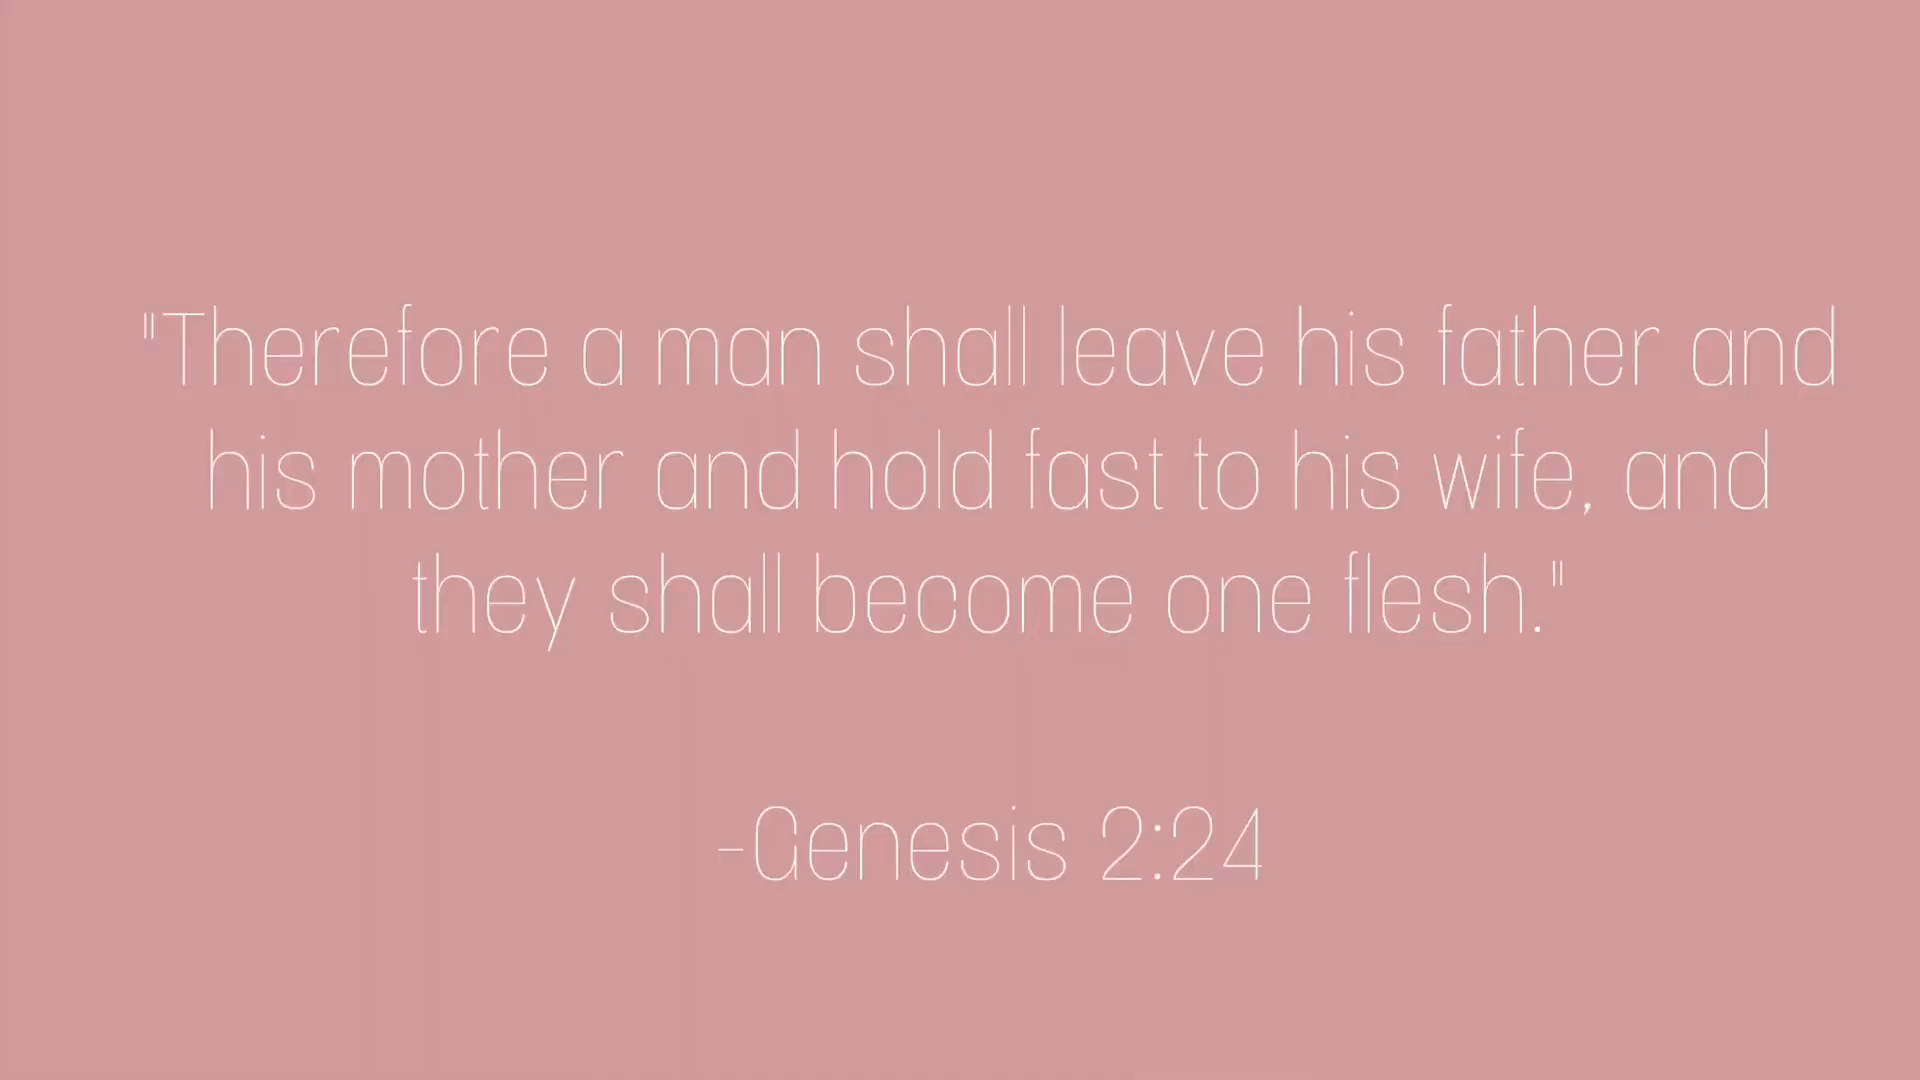 "Therefore a man shall leave his father and
his mother and hold fast to his wife, and
they shall become one flesh."
-Genesis 2:24